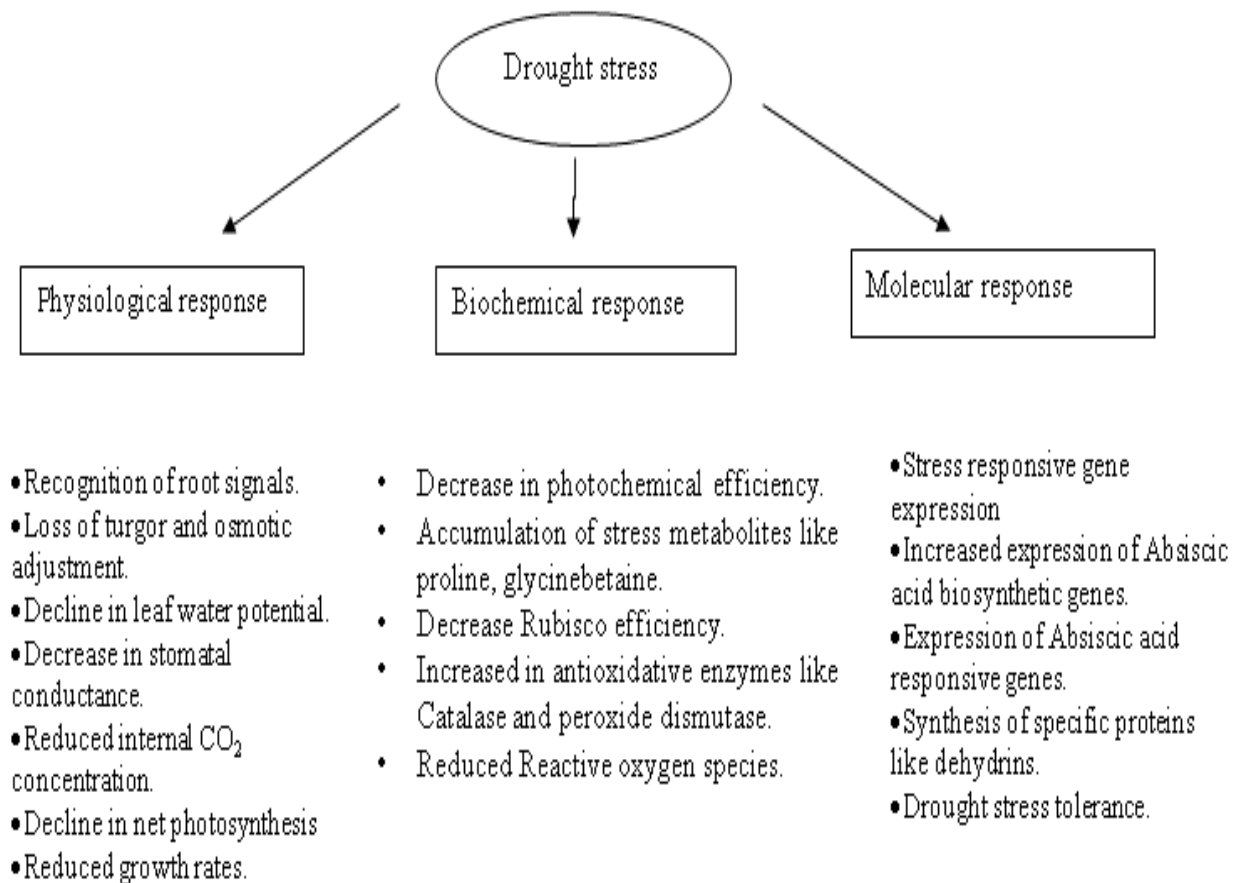 Drought stress
Physiological response
Biochemical response
Molecular response
•Recognition of root signals.
•Loss of turgor and osmotic
adjustment.
•Decline in leaf water potential.
•Decrease in stomatal
conductance.
•Reduced internal CO₂
concentration.
•Decline in net photosynthesis
•Reduced growth rates.
• Decrease in photochemical efficiency.
• Accumulation of stress metabolites like
proline, glycinebetaine.
• Decrease Rubisco efficiency.
• Increased in antioxidative enzymes like
Catalase and peroxide dismutase.
• Reduced Reactive oxygen species.
•Stress responsive gene
expression
•Increased expression of Absiscic
acid biosynthetic genes.
•Expression of Absiscic acid
responsive genes.
•Synthesis of specific proteins
like dehydrins.
•Drought stress tolerance.